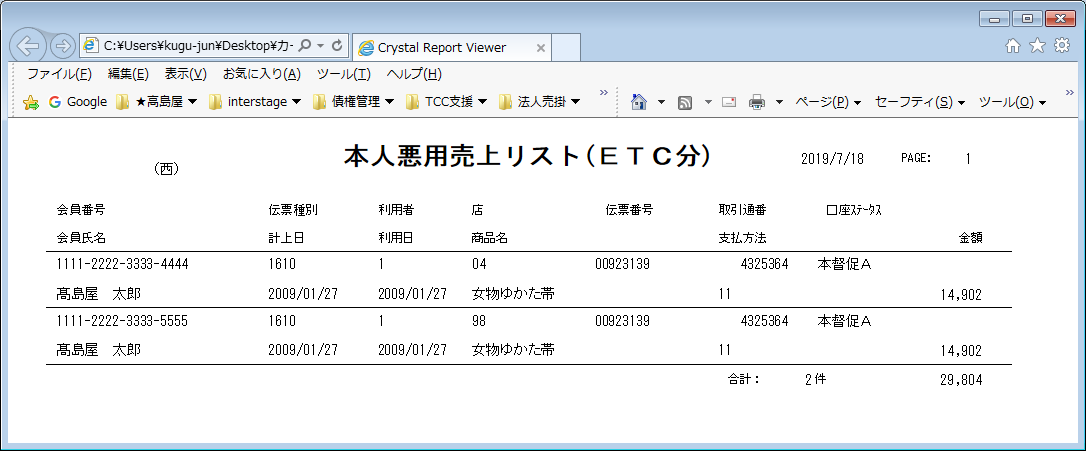 C:¥Users¥kugu-jun¥Desktop¥カ-
Crystal Report Viewer
ファイル(F) 編集(E) 表示(V) お気に入り(A) ツール(T) ヘルプ(H)
Google ★高島屋 interstage 債権管理 TCC支援 法人売掛 » ページ(P) セーフティ(S) ツール(O) »
(西) 本人悪用売上リスト(ETC分) 2019/7/18 PAGE: 1
会員番号 伝票種別 利用者 店 伝票番号 取引通番 口座ステータス
会員氏名 計上日 利用日 商品名 支払方法 金額
1111-2222-3333-4444 1610 1 04 00923139 4325364 本督促A
髙島屋 太郎 2009/01/27 2009/01/27 女物ゆかた帯 11 14,902
1111-2222-3333-5555 1610 1 98 00923139 4325364 本督促A
髙島屋 太郎 2009/01/27 2009/01/27 女物ゆかた帯 11 14,902
合計: 2件 29,804